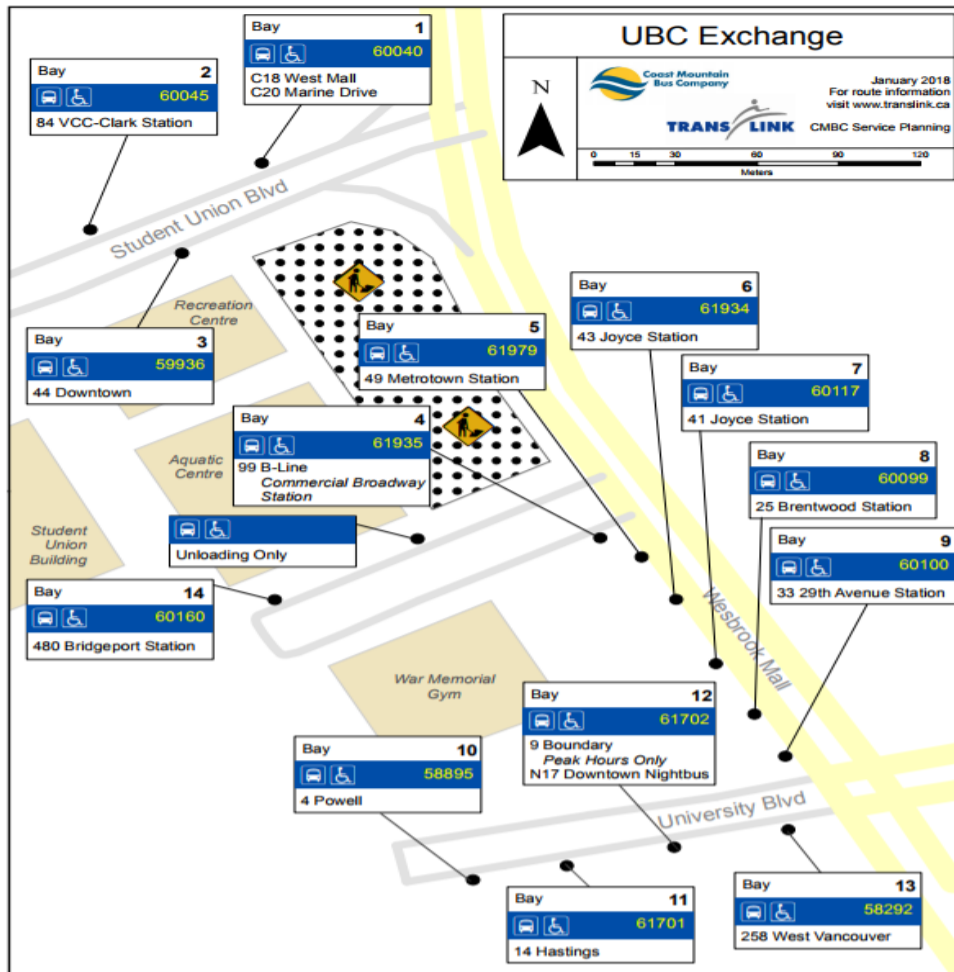 UBC Exchange
N
Coast Mountain
Bus Company
TRANS LINK
January 2018
For route information
visit www.translink.ca
CMBC Service Planning
0 15 30 60 90 120
Meters
Bay 1
60040
C18 West Mall
C20 Marine Drive
Bay 2
60045
84 VCC-Clark Station
Student Union Blvd
Recreation
Centre
Bay 3
59936
44 Downtown
Bay 5
61979
49 Metrotown Station
Bay 6
61934
43 Joyce Station
Bay 7
60117
41 Joyce Station
Bay 4
61935
99 B-Line
Commercial Broadway
Station
Aquatic
Centre
Bay 8
60099
25 Brentwood Station
Student
Union
Building
Unloading Only
Bay 9
60100
33 29th Avenue Station
Bay 14
60160
480 Bridgeport Station
Wesbrook Mall
War Memorial
Gym
Bay 12
61702
9 Boundary
Peak Hours Only
N17 Downtown Nightbus
Bay 10
58895
4 Powell
University Blvd
Bay 11
61701
14 Hastings
Bay 13
58292
258 West Vancouver